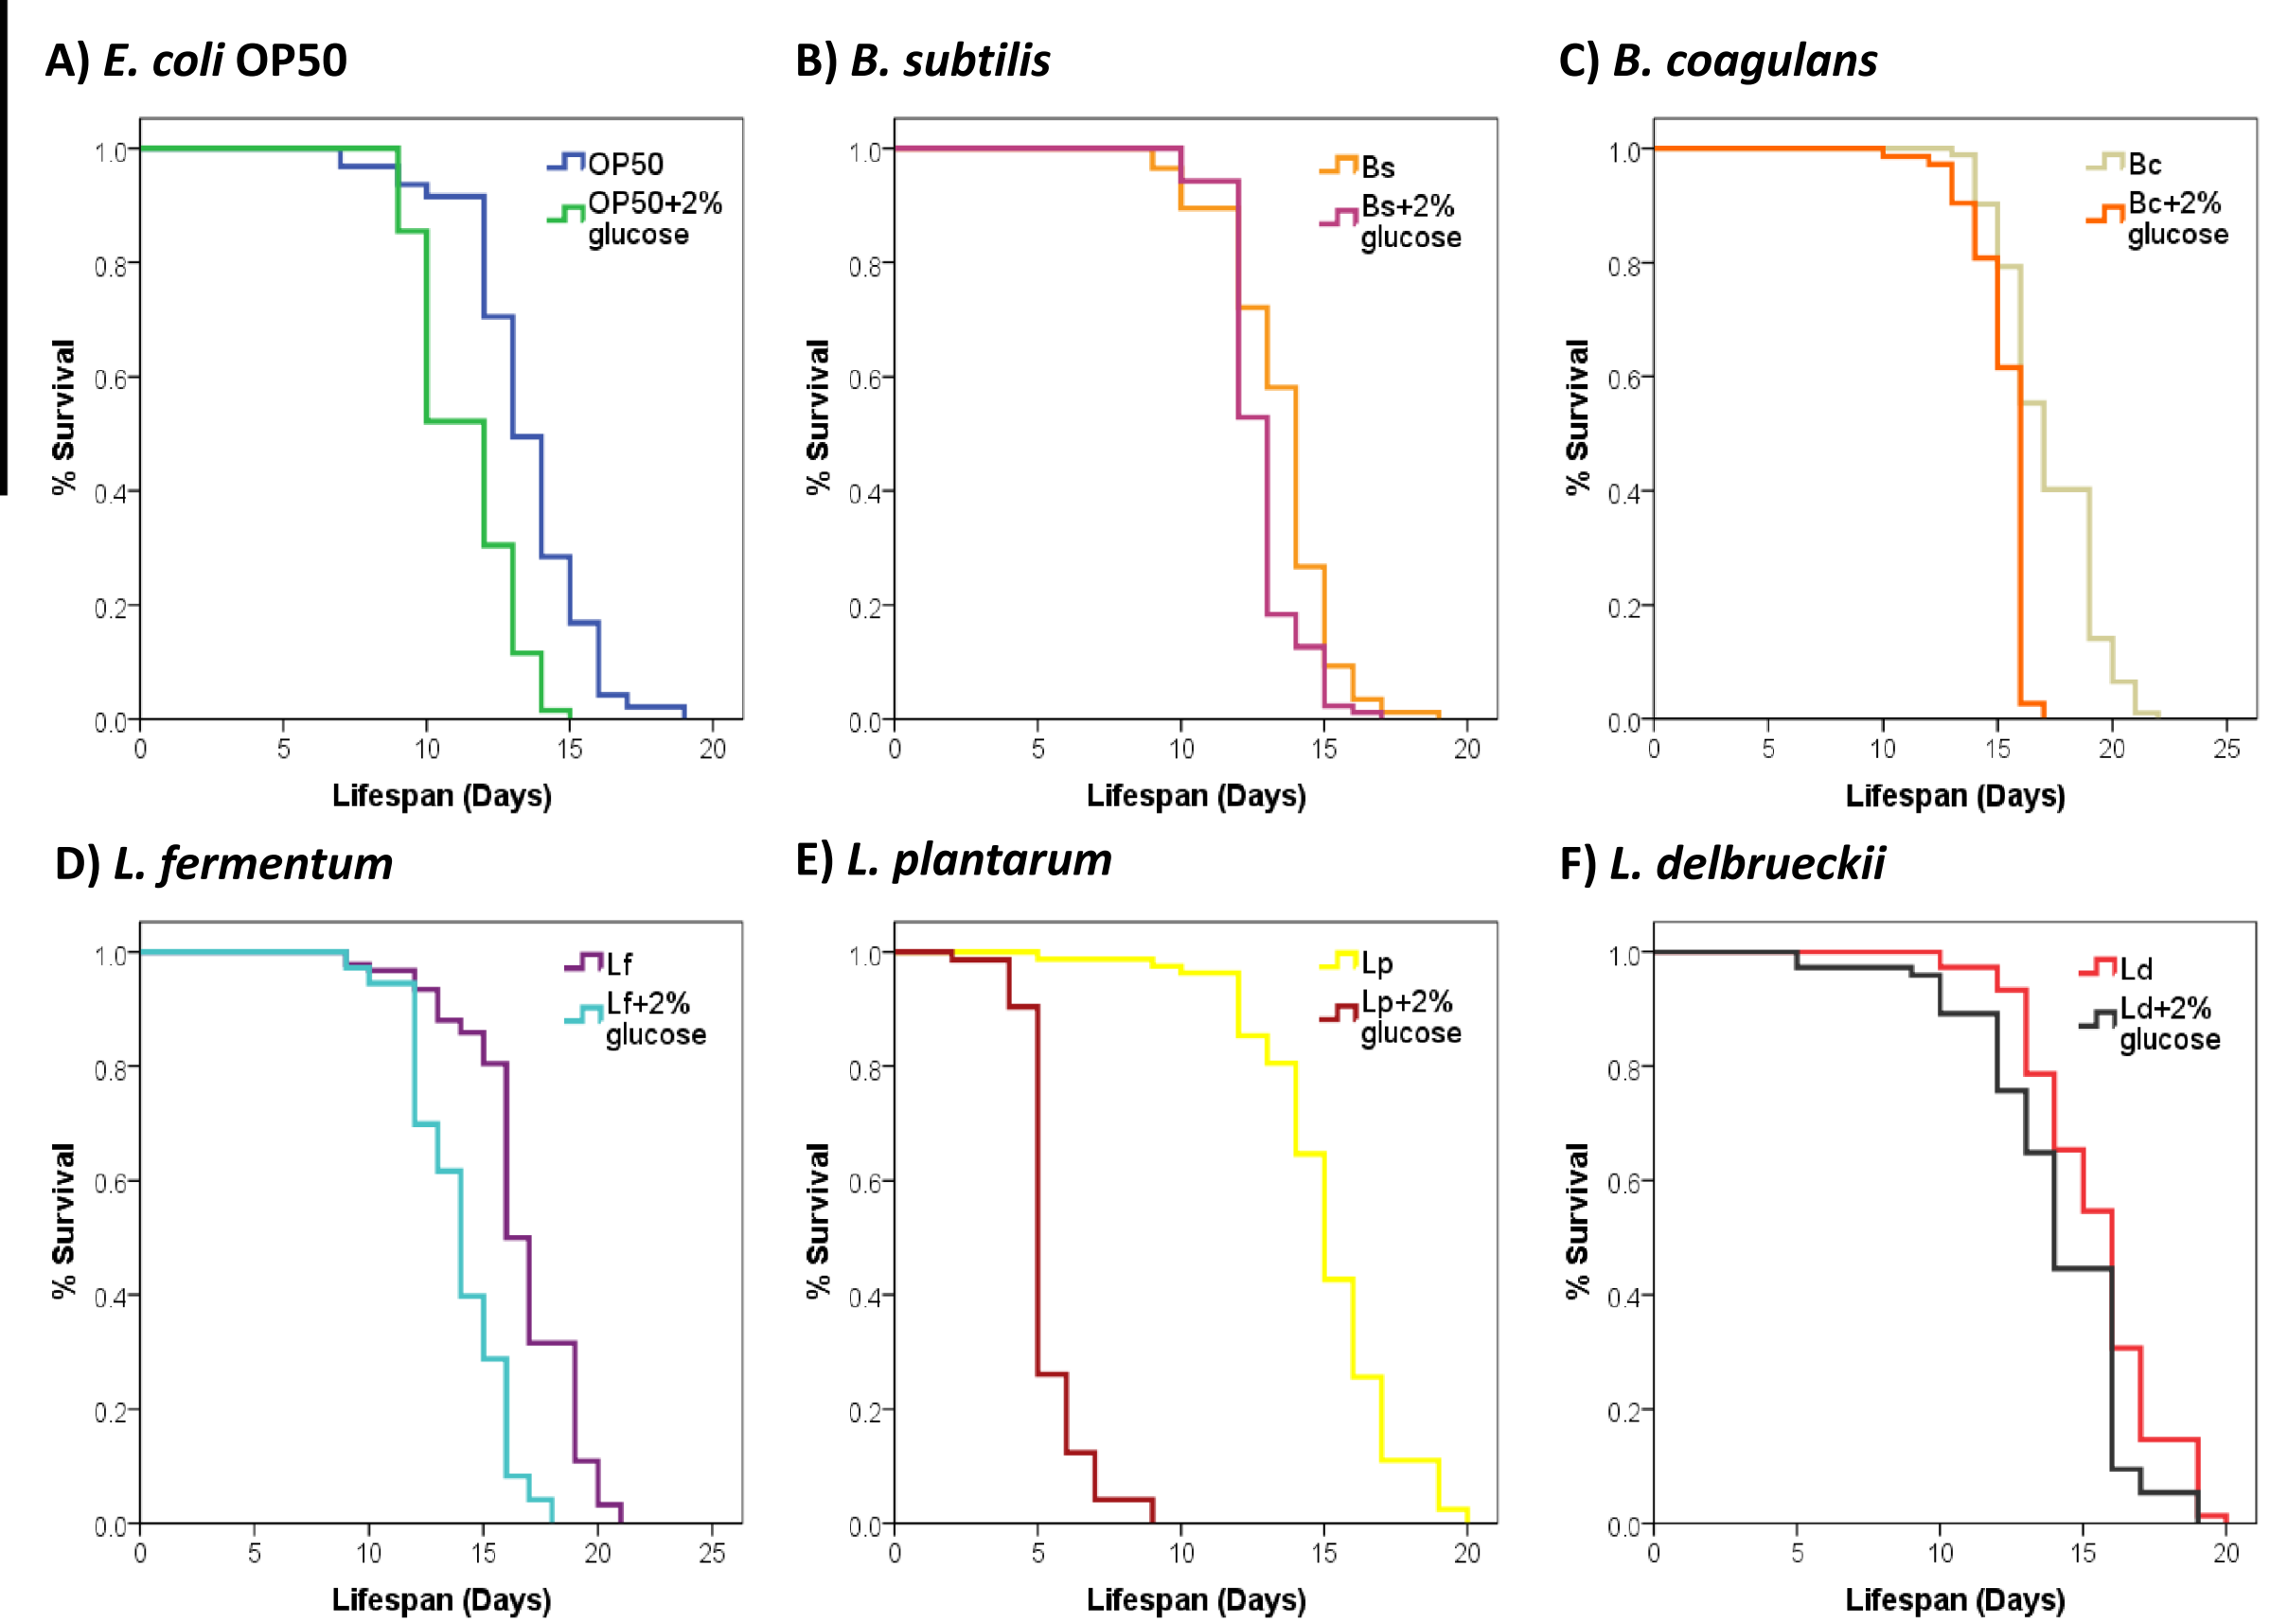 A) E. coli OP50
1.0
0.8
0.6
0.4
0.2
0.0
% Survival
OP50
OP50+2%
glucose
0 5 10 15 20
Lifespan (Days)
B) B. subtilis
1.0
0.8
0.6
0.4
0.2
0.0
% Survival
Bs
Bs+2%
glucose
0 5 10 15 20
Lifespan (Days)
C) B. coagulans
1.0
0.8
0.6
0.4
0.2
0.0
% Survival
Bc
Bc+2%
glucose
0 5 10 15 20 25
Lifespan (Days)
D) L. fermentum
1.0
0.8
0.6
0.4
0.2
0.0
% Survival
Lf
Lf+2%
glucose
0 5 10 15 20 25
Lifespan (Days)
E) L. plantarum
1.0
0.8
0.6
0.4
0.2
0.0
% Survival
Lp
Lp+2%
glucose
0 5 10 15 20
Lifespan (Days)
F) L. delbrueckii
1.0
0.8
0.6
0.4
0.2
0.0
% Survival
Ld
Ld+2%
glucose
0 5 10 15 20
Lifespan (Days)